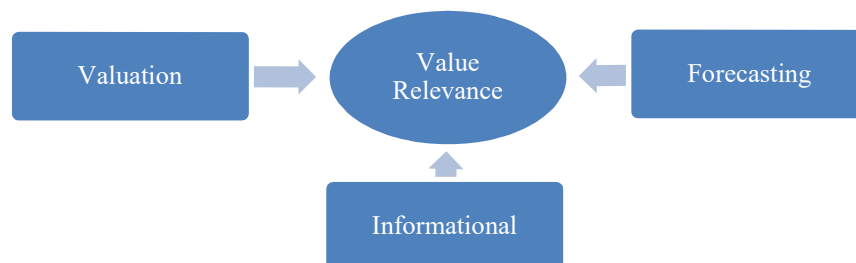 Valuation
Value
Relevance
Forecasting
Informational